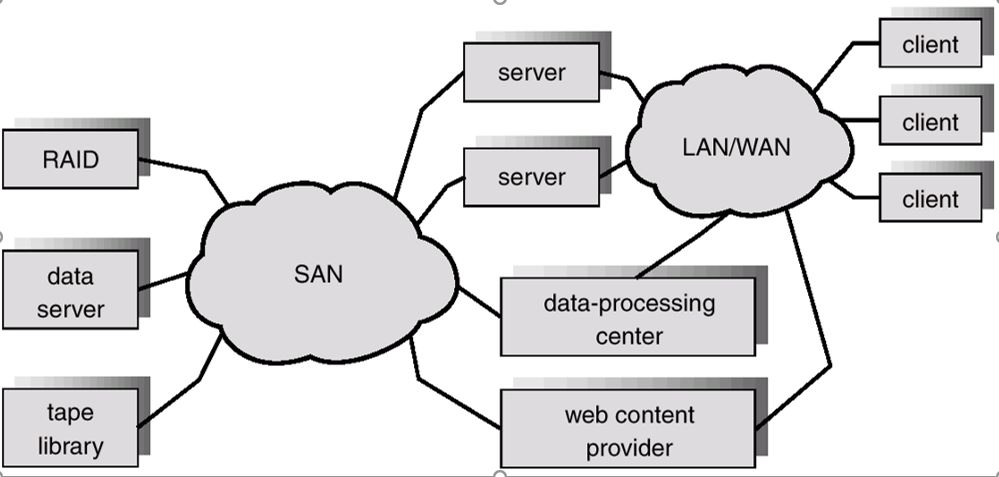 RAID
data
server
tape
library
SAN
server
server
data-processing
center
web content
provider
LAN/WAN
client
client
client